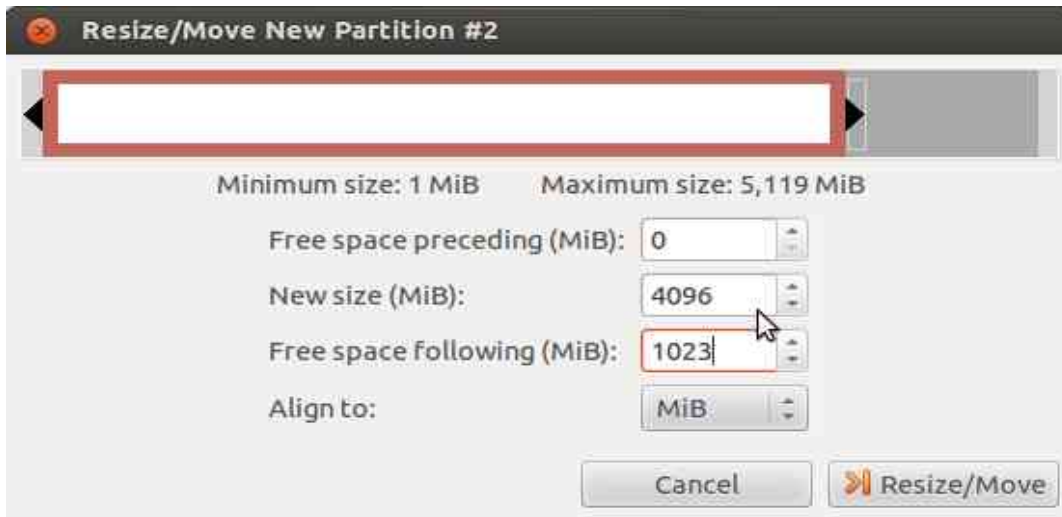 Resize/Move New Partition #2
Minimum size: 1 MiB Maximum size: 5,119 MiB
Free space preceding (MiB): 0
New size (MiB): 4096
Free space following (MiB): 1023
Align to: MiB
Cancel Resize/Move